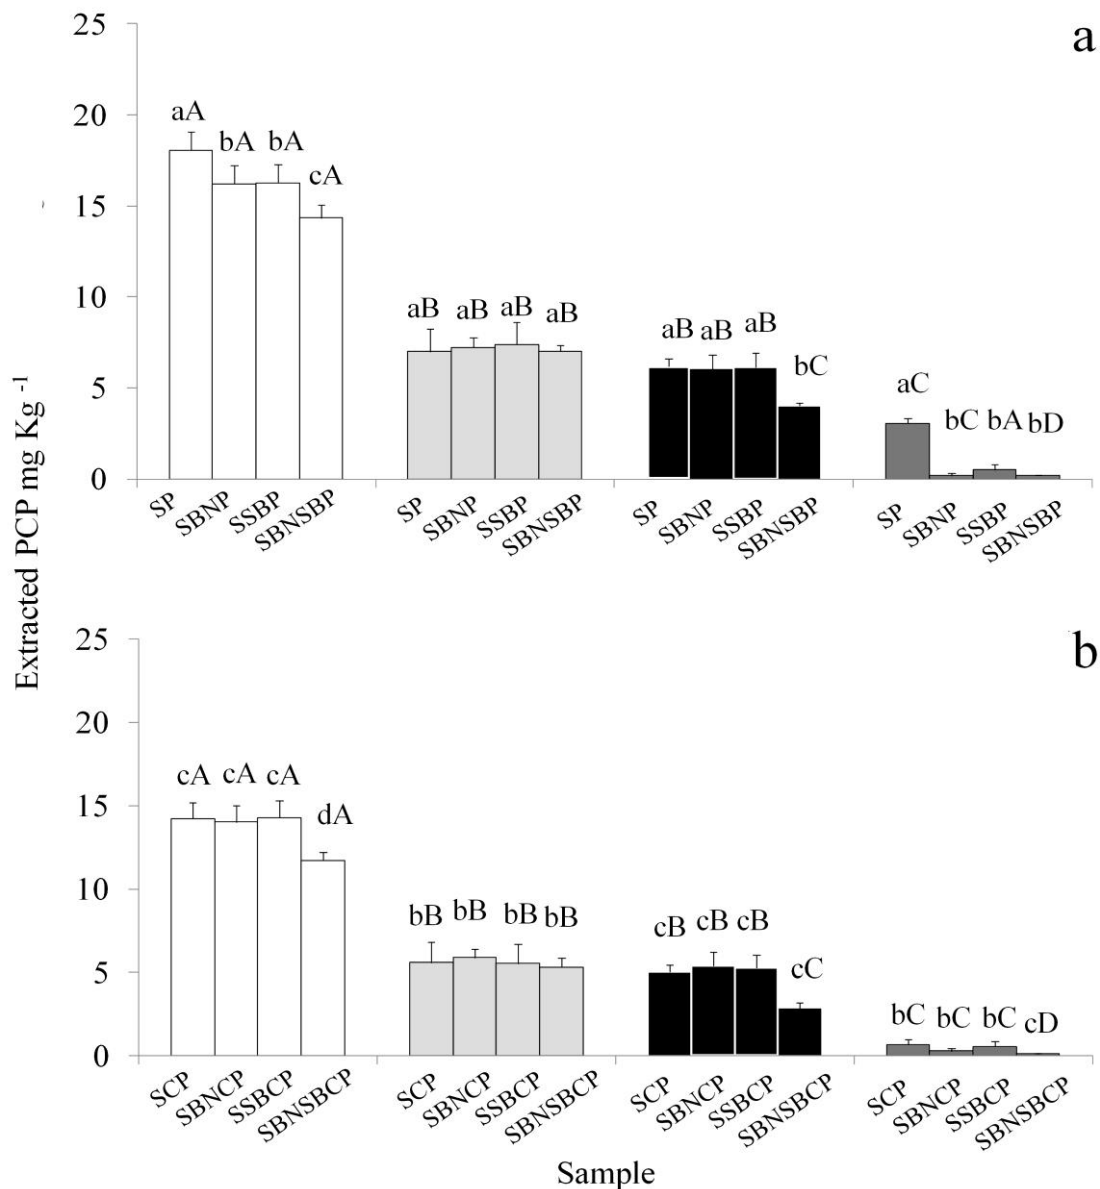 a
25
20
15
10
5
0
aA
bA
bA
cA
aB
aB
aB
aB
aB
aB
aB
bC
aC
bC
bA
bD
SP
SBNP
SSBP
SBNSBP
SP
SBNP
SSBP
SBNSBP
SP
SBNP
SSBP
SBNSBP
SP
SBNP
SSBP
SBNSBP
Extracted PCP mg Kg -1
b
25
20
15
10
5
0
cA
cA
cA
dA
bB
bB
bB
bB
cB
cB
cB
cC
bC
bC
bC
cD
SCP
SBNCP
SSBCP
SBNSBCP
SCP
SBNCP
SSBCP
SBNSBCP
SCP
SBNCP
SSBCP
SBNSBCP
SCP
SBNCP
SSBCP
SBNSBCP
Sample